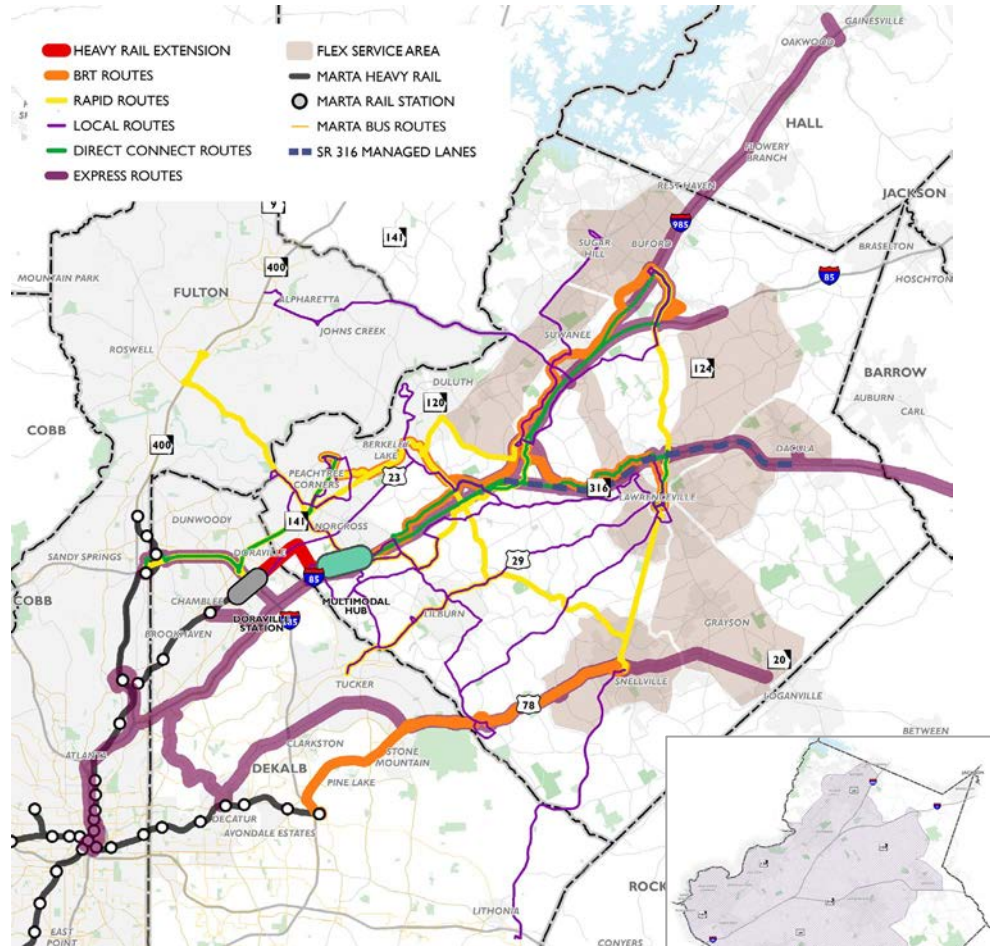 HEAVY RAIL EXTENSION
BRT ROUTES
RAPID ROUTES
LOCAL ROUTES
DIRECT CONNECT ROUTES
EXPRESS ROUTES
FLEX SERVICE AREA
MARTA HEAVY RAIL
MARTA RAIL STATION
MARTA BUS ROUTES
SR 316 MANAGED LANES
GAINESVILLE
OAKWOOD
HALL
FLOWERY
BRANCH
REST HAVEN
JACKSON
9
141
985
SUGAR
HILL
BUFORD
BRASELTON
400
85
HOSCHTON
MOUNTAIN PARK
FULTON
ALPHARETTA
JOHNS CREEK
SUWANEE
ROSWELL
124
DULUTH
BARROW
120
AUBURN
CARL
COBB
400
BERKELEY
LAKE
DACULA
PEACHTREE
CORNERS
23
316
LAWRENCEVILLE
141
DUNWOODY
NORCROSS
SANDY SPRINGS
DORAVILLE
29
85
COBB
CHAMBLEE
MULTIMODAL
HUB
DORAVILLE
STATION
LILBURN
BROOKHAVEN
GRAYSON
20
TUCKER
SNELLVILLE
LOGANVILLE
78
ATLANTA
CLARKSTON
STONE
MOUNTAIN
BETWEEN
DEKALB
PINE LAKE
DECATUR
AVONDALE ESTATES
ROCK
LITHONIA
EAST
POINT
CONYERS